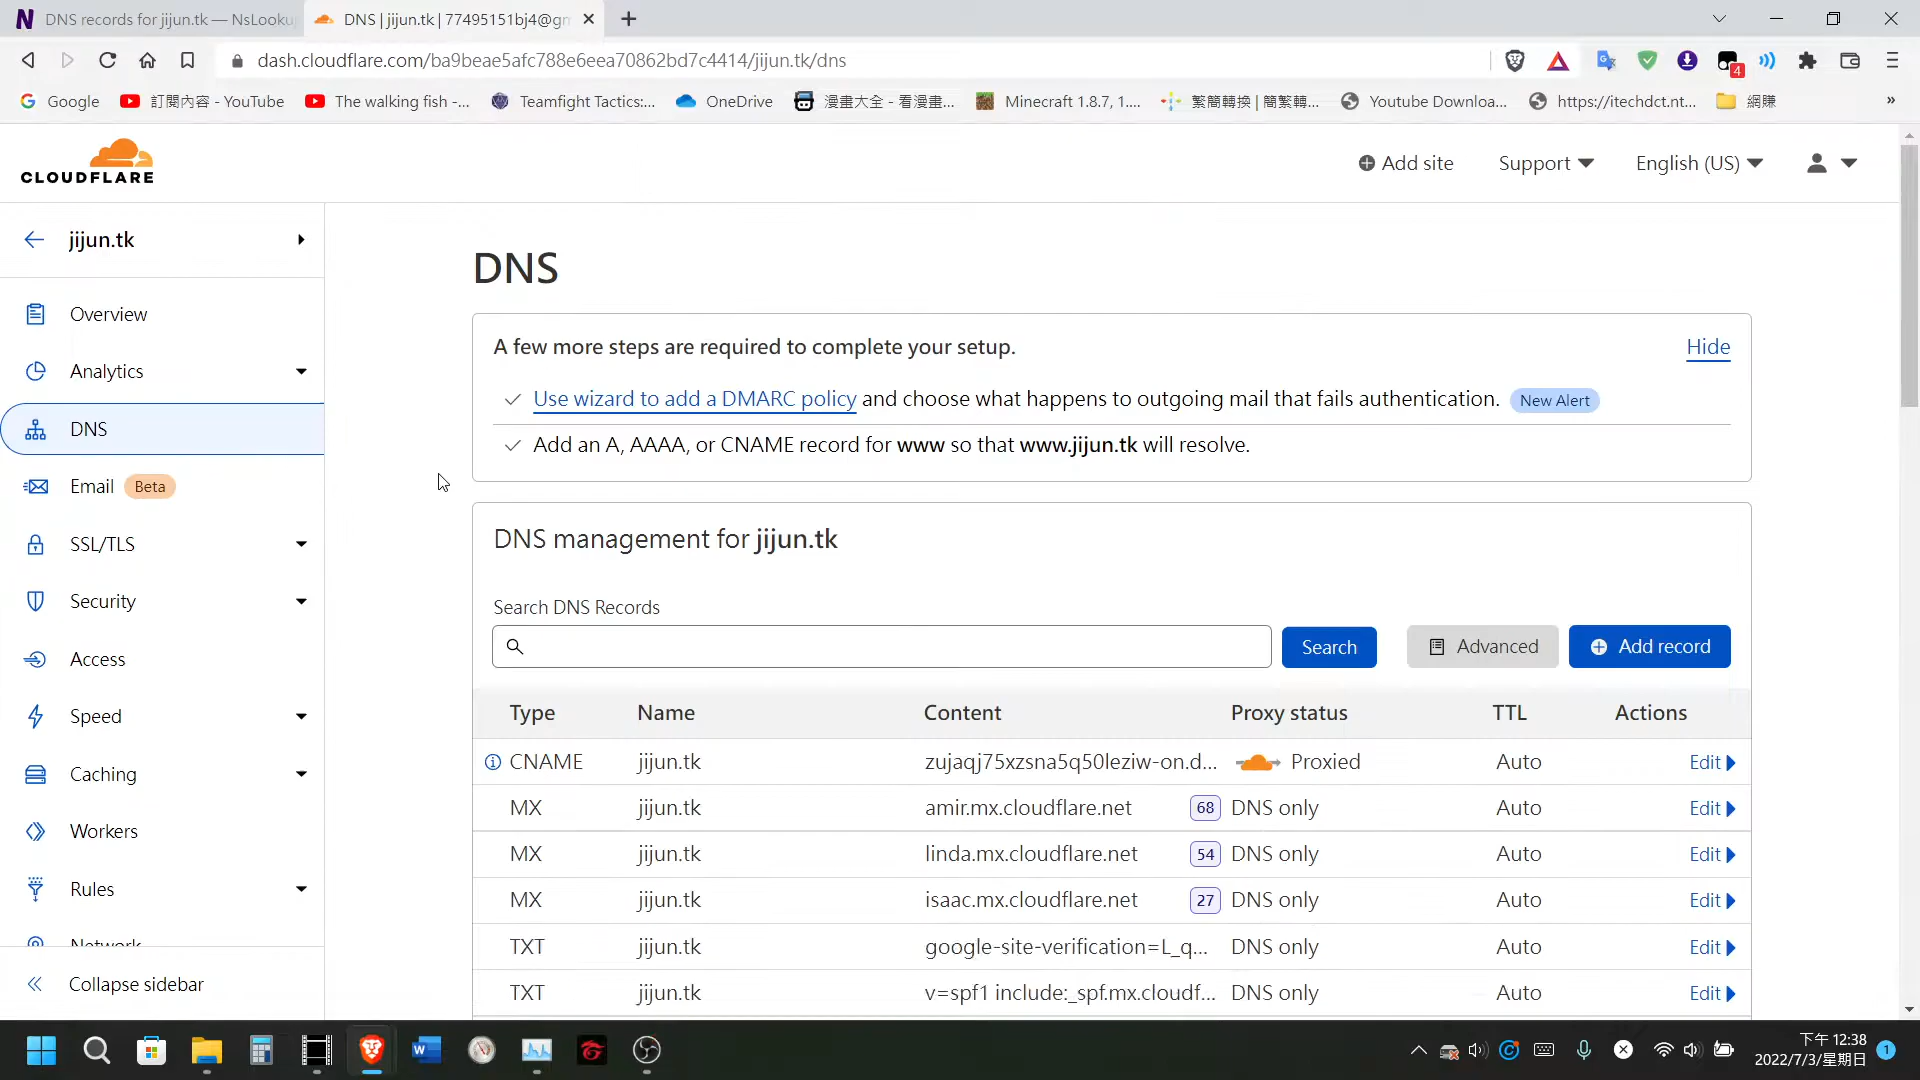 DNS records for jijun.tk — NsLooku
DNS | jijun.tk | 77495151bj4@gm
dash.cloudflare.com/ba9beae5afc788e6eea70862bd7c4414/jijun.tk/dns
4
Google
訂閱內容 - YouTube
The walking fish -...
Teamfight Tactics:...
OneDrive
漫畫大全 - 看漫畫...
Minecraft 1.8.7, 1....
繁簡轉換 | 簡繁轉...
Youtube Downloa...
https://itechdct.nt...
網賺
»
CLOUDFLARE
Add site
Support
English (US)
jijun.tk
Overview
Analytics
DNS
Email Beta
SSL/TLS
Security
Access
Speed
Caching
Workers
Rules
Network
Collapse sidebar
DNS
A few more steps are required to complete your setup.
Hide
Use wizard to add a DMARC policy and choose what happens to outgoing mail that fails authentication. New Alert
Add an A, AAAA, or CNAME record for www so that www.jijun.tk will resolve.
DNS management for jijun.tk
Search DNS Records
Search
Advanced
Add record
Type Name Content Proxy status TTL Actions
CNAME jijun.tk zujaqj75xzsna5q50leziw-on.d... Proxied Auto Edit
MX jijun.tk amir.mx.cloudflare.net 68 DNS only Auto Edit
MX jijun.tk linda.mx.cloudflare.net 54 DNS only Auto Edit
MX jijun.tk isaac.mx.cloudflare.net 27 DNS only Auto Edit
TXT jijun.tk google-site-verification=L_q... DNS only Auto Edit
TXT jijun.tk v=spf1 include:_spf.mx.cloudf... DNS only Auto Edit
下午 12:38
2022/7/3/星期日
1